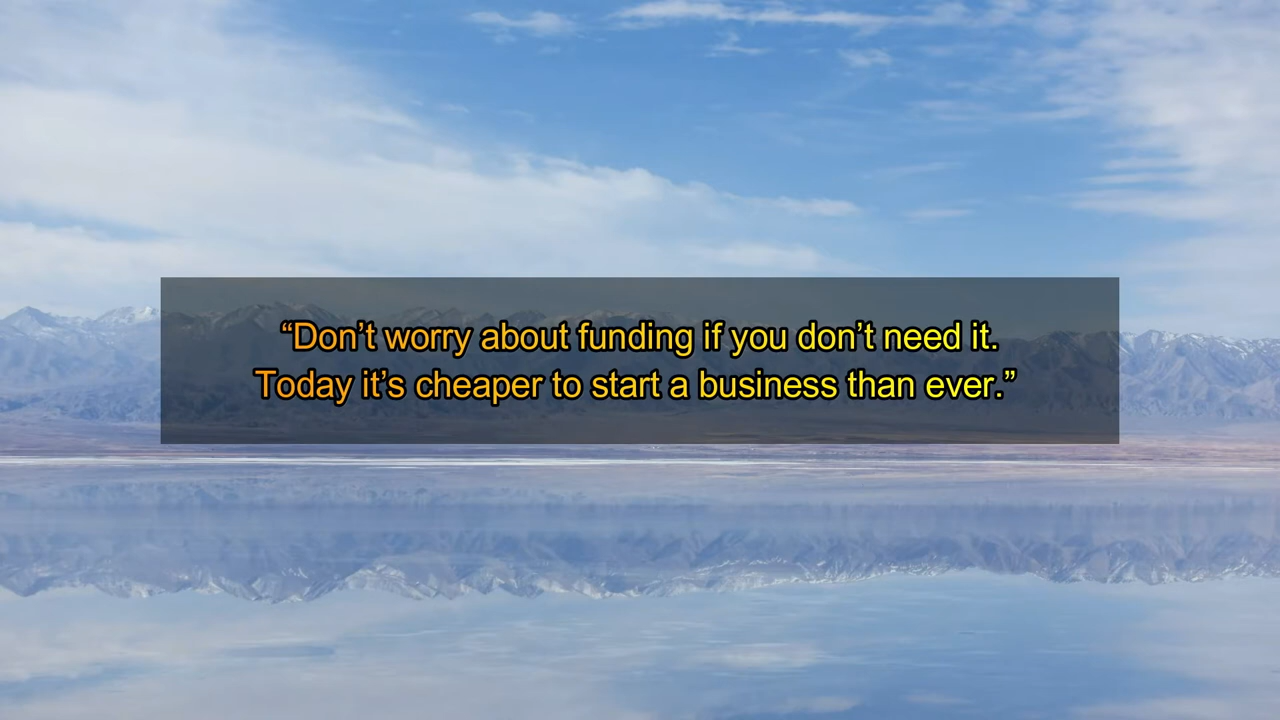 “Don’t worry about funding if you don’t need it.
Today it’s cheaper to start a business than ever.”